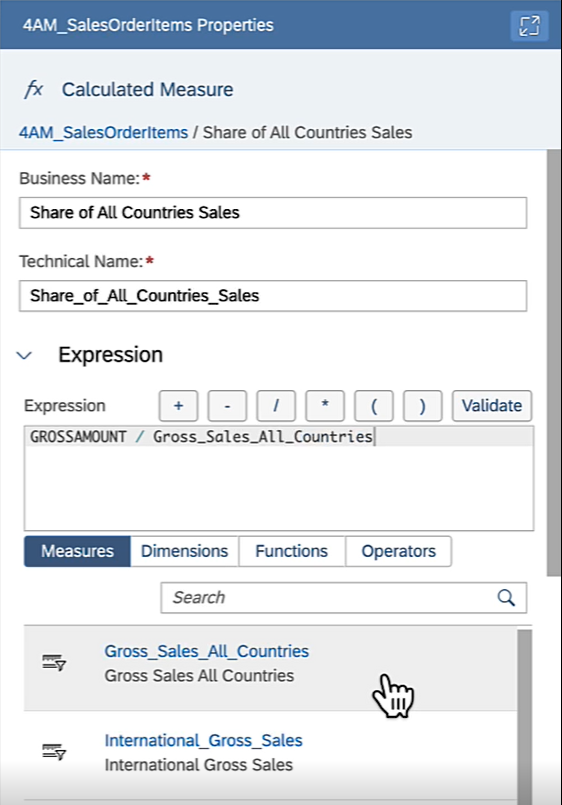 4AM_SalesOrderItems Properties
fx Calculated Measure
4AM_SalesOrderItems / Share of All Countries Sales
Business Name:*
Share of All Countries Sales
Technical Name:*
Share_of_All_Countries_Sales
Expression
Expression + - / * ( ) Validate
GROSSAMOUNT / Gross_Sales_All_Countries
Measures Dimensions Functions Operators
Search
Gross_Sales_All_Countries
Gross Sales All Countries
International_Gross_Sales
International Gross Sales